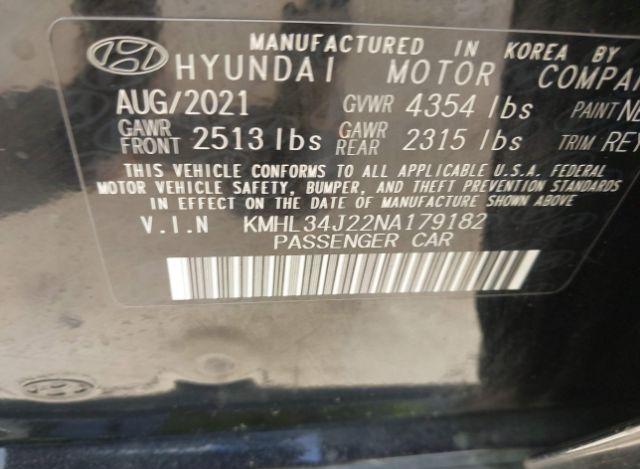 MANUFACTURED IN KOREA BY
HYUNDAI MOTOR
AUG/2021 GVWR 4354 lbs PAINT
GAWR FRONT 2513 lbs GAWR REAR 2315 lbs TRIM
THIS VEHICLE CONFORMS TO ALL APPLICABLE U.S.A. FEDERAL
MOTOR VEHICLE SAFETY, BUMPER, AND THEFT PREVENTION STANDARDS
IN EFFECT ON THE DATE OF MANUFACTURE SHOWN ABOVE
V.I.N KMHL34J22NA179182
PASSENGER CAR